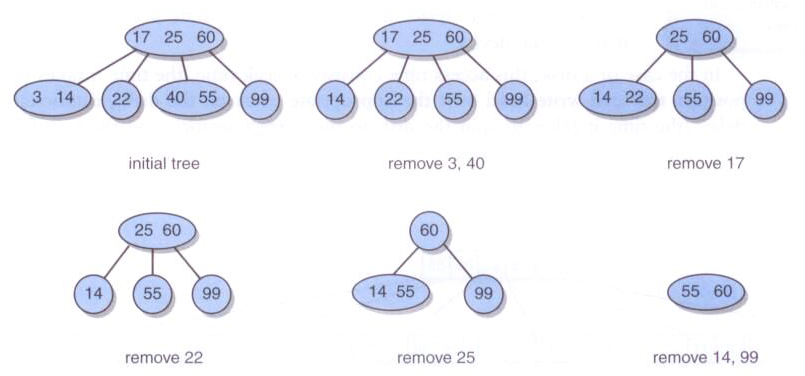 17 25 60
17 25 60
25 60
3 14
22
40 55
99
14
22
55
99
14 22
55
99
initial tree
remove 3, 40
remove 17
25 60
60
14
55
99
14 55
99
55 60
remove 22
remove 25
remove 14, 99